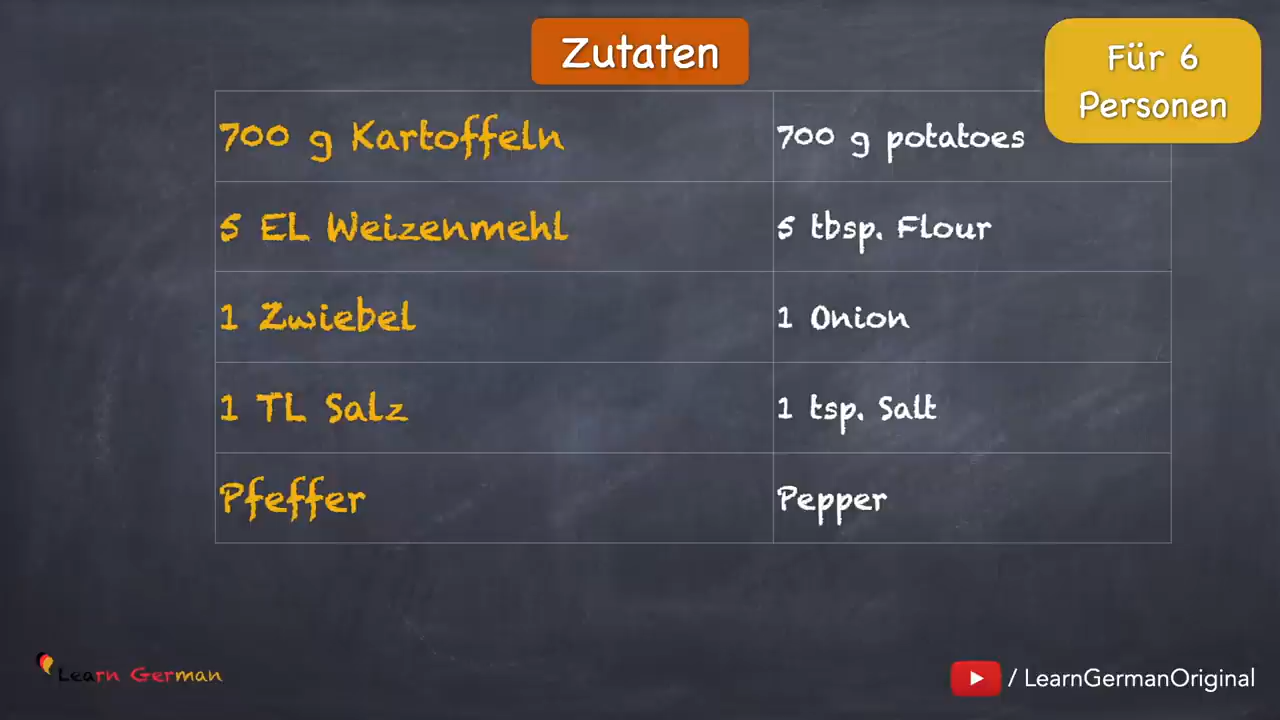 Zutaten
Für 6
Personen
700 g Kartoffeln
700 g potatoes
5 EL Weizenmehl
5 tbsp. Flour
1 Zwiebel
1 Onion
1 TL Salz
1 tsp. Salt
Pfeffer
Pepper
Learn German
/ LearnGermanOriginal